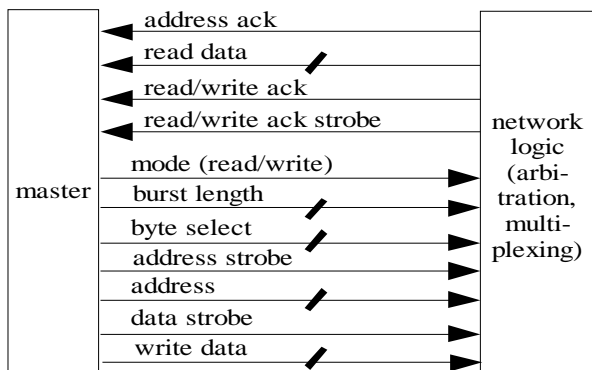 address ack
read data
read/write ack
read/write ack strobe
mode (read/write)
burst length
byte select
address strobe
address
data strobe
write data
master
network
logic
(arbi-
tration,
multi-
plexing)